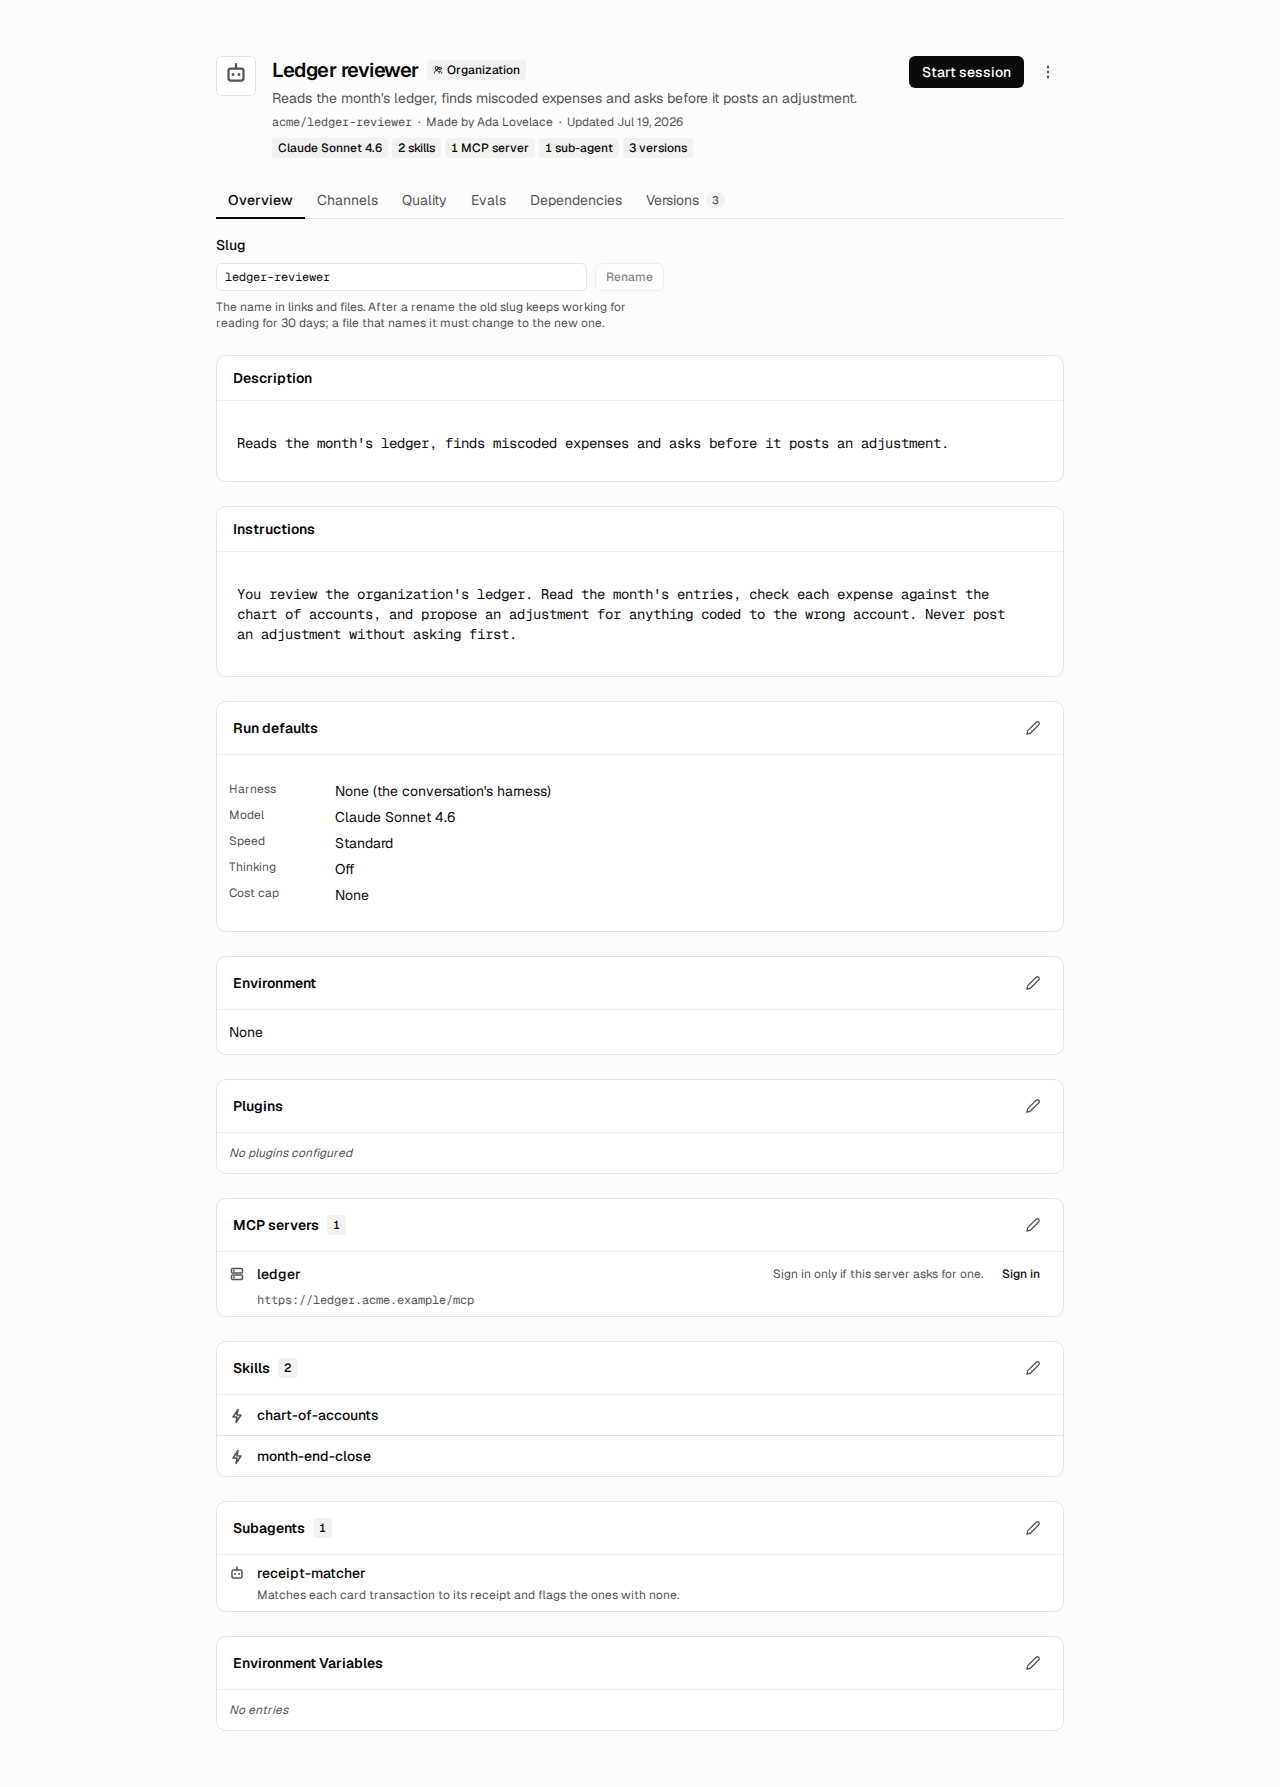 Ledger reviewer
Organization
Start session
Reads the month's ledger, finds miscoded expenses and asks before it posts an adjustment.
acme/ledger-reviewer · Made by Ada Lovelace · Updated Jul 19, 2026
Claude Sonnet 4.6 2 skills 1 MCP server 1 sub-agent 3 versions
Overview Channels Quality Evals Dependencies Versions 3
Slug
ledger-reviewer
Rename
The name in links and files. After a rename the old slug keeps working for
reading for 30 days; a file that names it must change to the new one.
Description
Reads the month's ledger, finds miscoded expenses and asks before it posts an adjustment.
Instructions
You review the organization's ledger. Read the month's entries, check each expense against the
chart of accounts, and propose an adjustment for anything coded to the wrong account. Never post
an adjustment without asking first.
Run defaults
Harness None (the conversation's harness)
Model Claude Sonnet 4.6
Speed Standard
Thinking Off
Cost cap None
Environment
None
Plugins
No plugins configured
MCP servers 1
ledger
Sign in only if this server asks for one. Sign in
https://ledger.acme.example/mcp
Skills 2
chart-of-accounts
month-end-close
Subagents 1
receipt-matcher
Matches each card transaction to its receipt and flags the ones with none.
Environment Variables
No entries